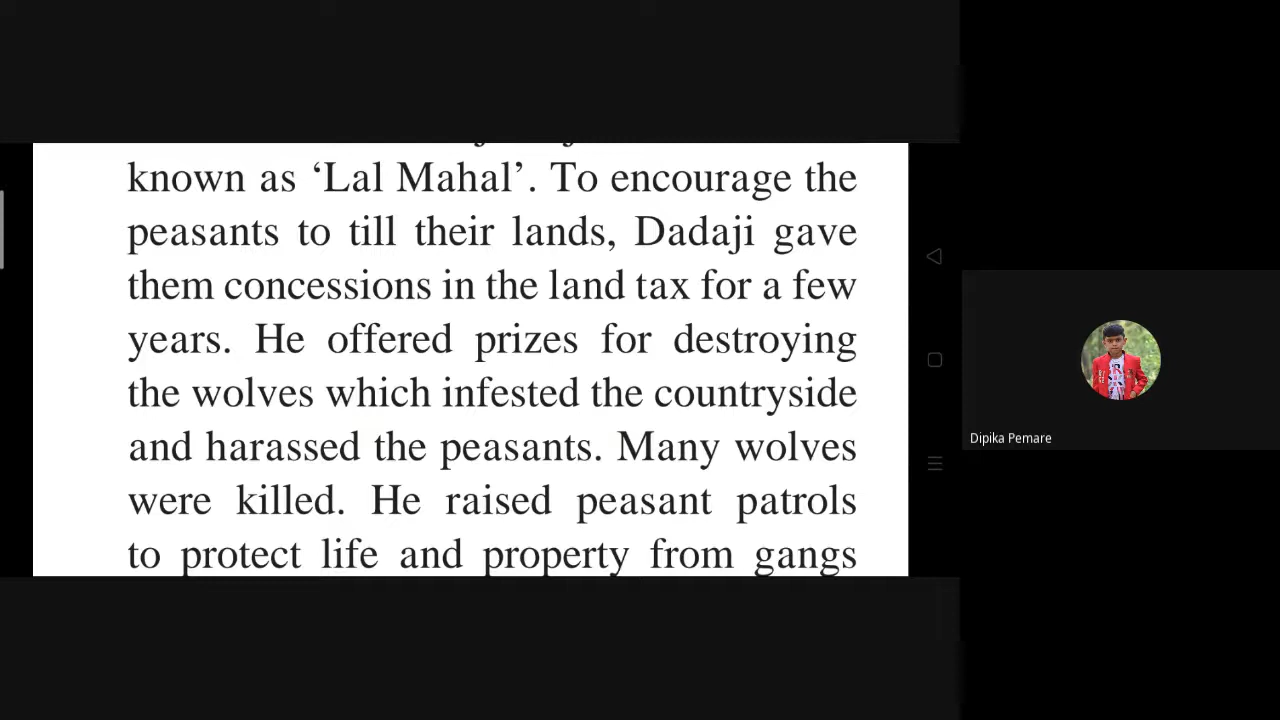 known as ‘Lal Mahal’. To encourage the
peasants to till their lands, Dadaji gave
them concessions in the land tax for a few
years. He offered prizes for destroying
the wolves which infested the countryside
and harassed the peasants. Many wolves
were killed. He raised peasant patrols
to protect life and property from gangs
Dipika Pemare